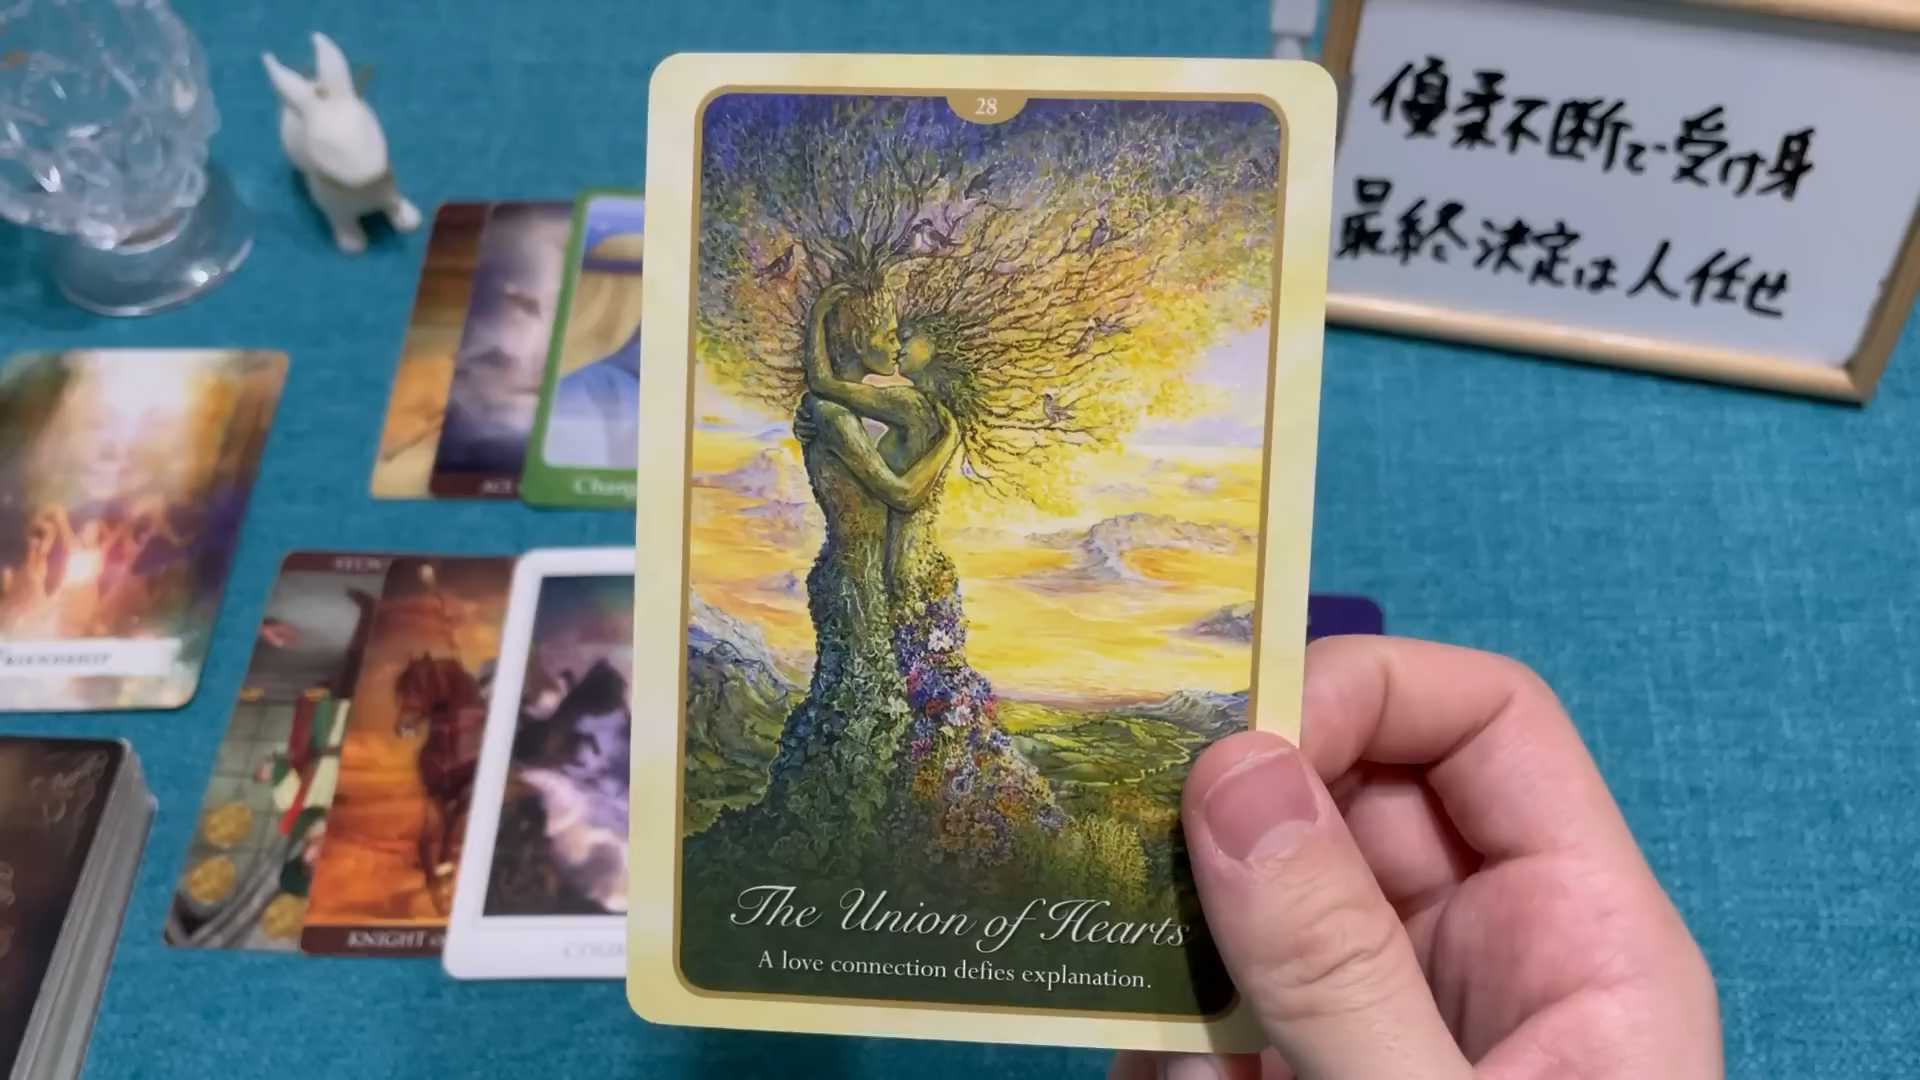 28
優柔不断で受け身
最終決定は人任せ
The Union of Hearts
A love connection defies explanation.
KNIGHT